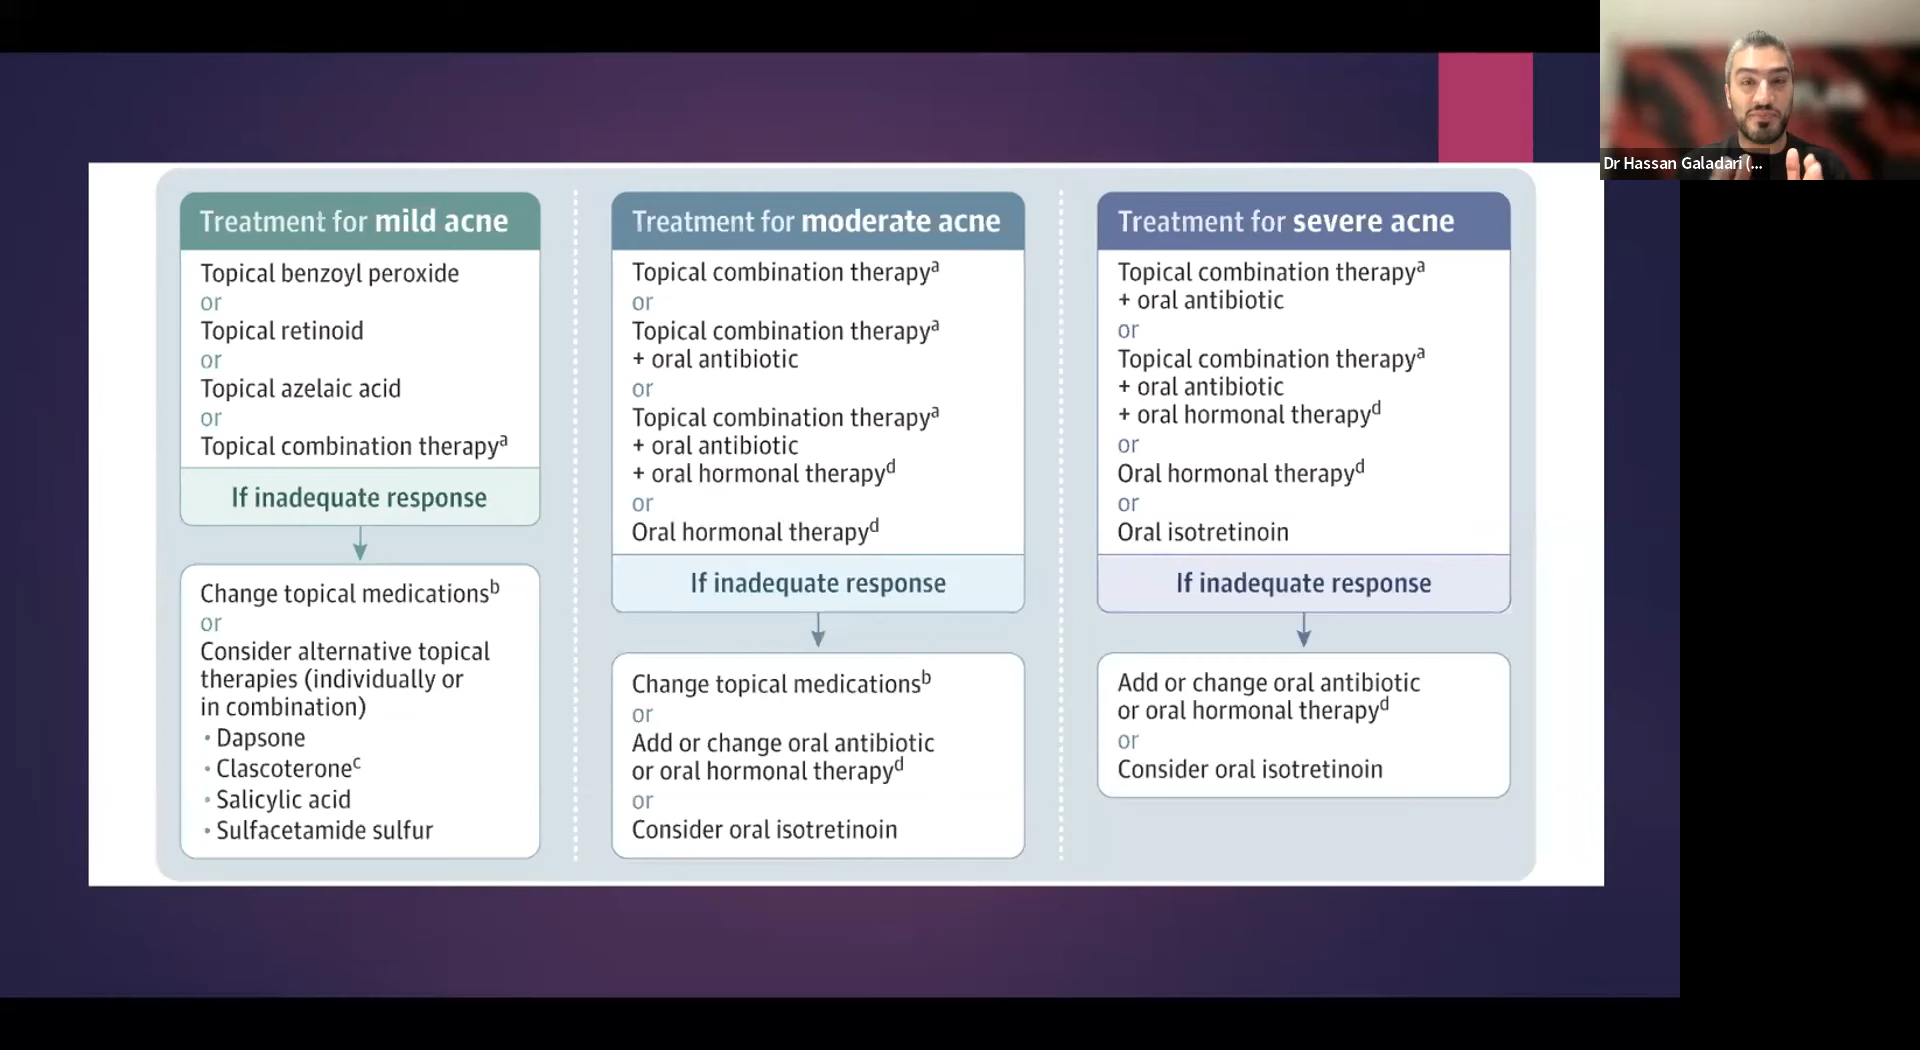 Treatment for mild acne
Topical benzoyl peroxide
or
Topical retinoid
or
Topical azelaic acid
or
Topical combination therapyᵃ
If inadequate response
Change topical medicationsᵇ
or
Consider alternative topical
therapies (individually or
in combination)
• Dapsone
• Clascoteroneᶜ
• Salicylic acid
• Sulfacetamide sulfur
Treatment for moderate acne
Topical combination therapyᵃ
or
Topical combination therapyᵃ
+ oral antibiotic
or
Topical combination therapyᵃ
+ oral antibiotic
+ oral hormonal therapyᵈ
or
Oral hormonal therapyᵈ
If inadequate response
Change topical medicationsᵇ
or
Add or change oral antibiotic
or oral hormonal therapyᵈ
or
Consider oral isotretinoin
Treatment for severe acne
Topical combination therapyᵃ
+ oral antibiotic
or
Topical combination therapyᵃ
+ oral antibiotic
+ oral hormonal therapyᵈ
or
Oral hormonal therapyᵈ
or
Oral isotretinoin
If inadequate response
Add or change oral antibiotic
or oral hormonal therapyᵈ
or
Consider oral isotretinoin
Dr Hassan Galadari (...